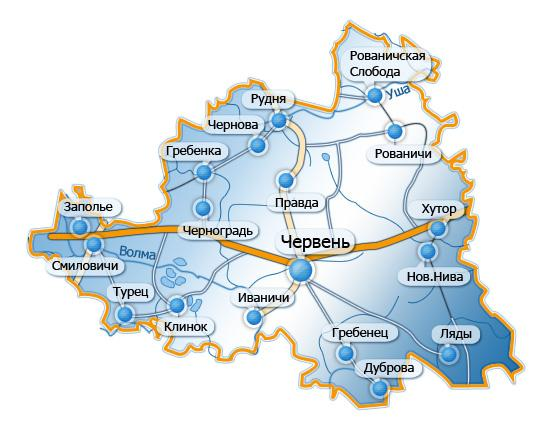 Рованичская
Слобода
Уша
Рудня
Чернова
Рованичи
Гребенка
Правда
Заполье
Хутор
Черноградь
Червень
Волма
Смиловичи
Нов.Нива
Турец
Иваничи
Клинок
Гребенец
Ляды
Дуброва